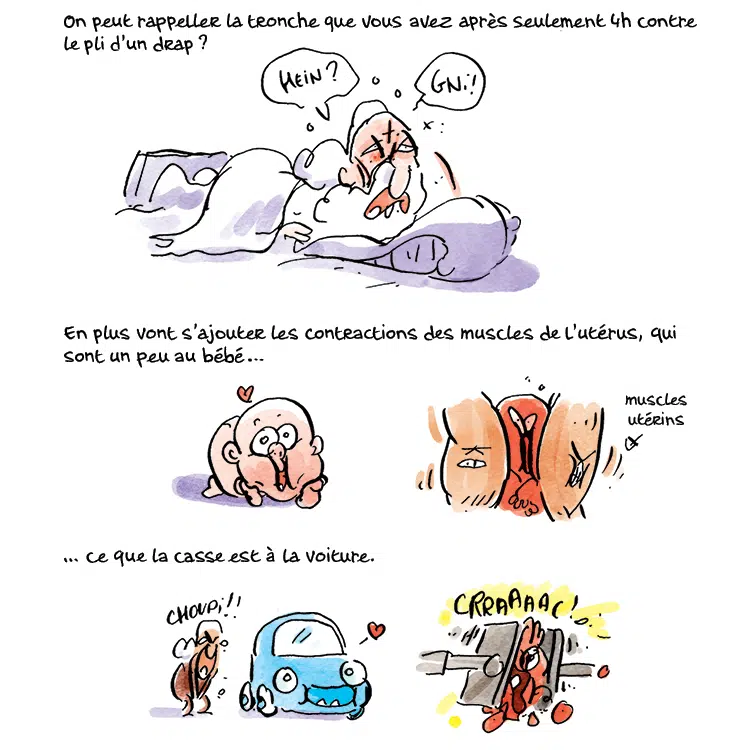 On peut rappeller la tronche que vous avez après seulement 4h contre
le pli d'un drap ?
HEIN ?
GNi!!
En plus vont s'ajouter les contractions des muscles de l'utérus, qui
sont un peu au bébé...
muscles
utérins
... ce que la casse est à la voiture.
CHOUPi!!
CRRAAAAC!